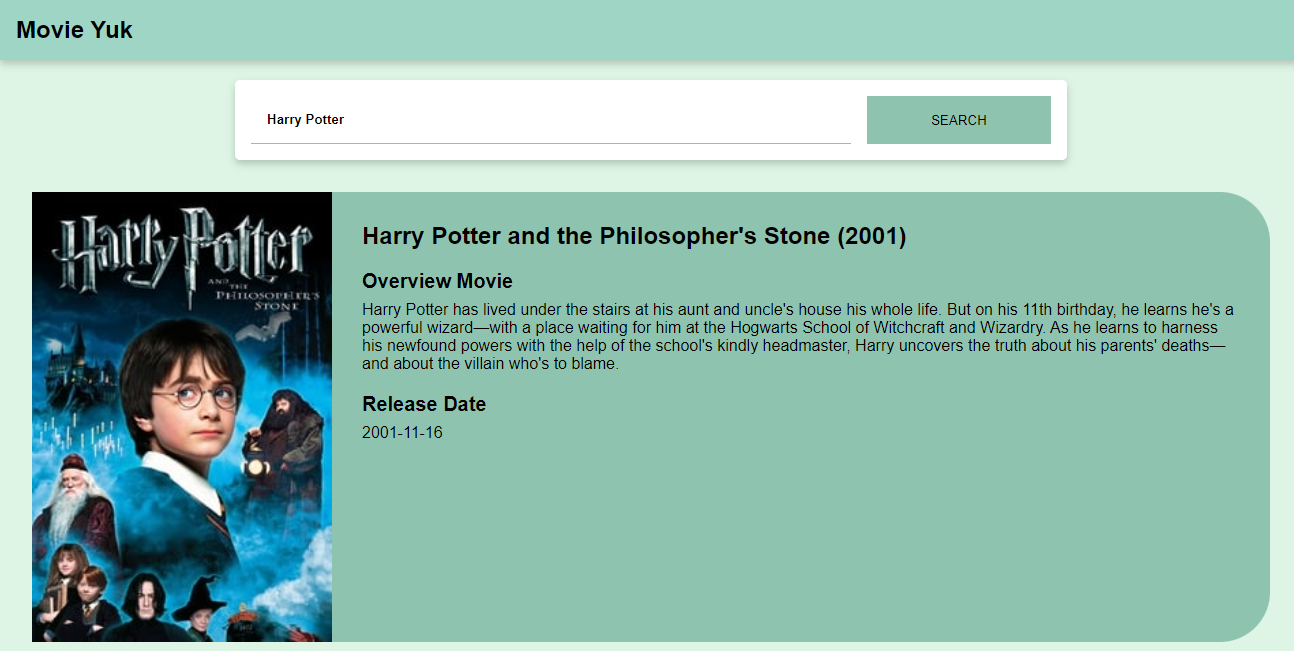 Movie Yuk
Harry Potter
SEARCH
Harry Potter
AND THE
PHILOSOPHER'S
STONE
Harry Potter and the Philosopher's Stone (2001)
Overview Movie
Harry Potter has lived under the stairs at his aunt and uncle's house his whole life. But on his 11th birthday, he learns he's a
powerful wizard—with a place waiting for him at the Hogwarts School of Witchcraft and Wizardry. As he learns to harness
his newfound powers with the help of the school's kindly headmaster, Harry uncovers the truth about his parents' deaths—
and about the villain who's to blame.
Release Date
2001-11-16